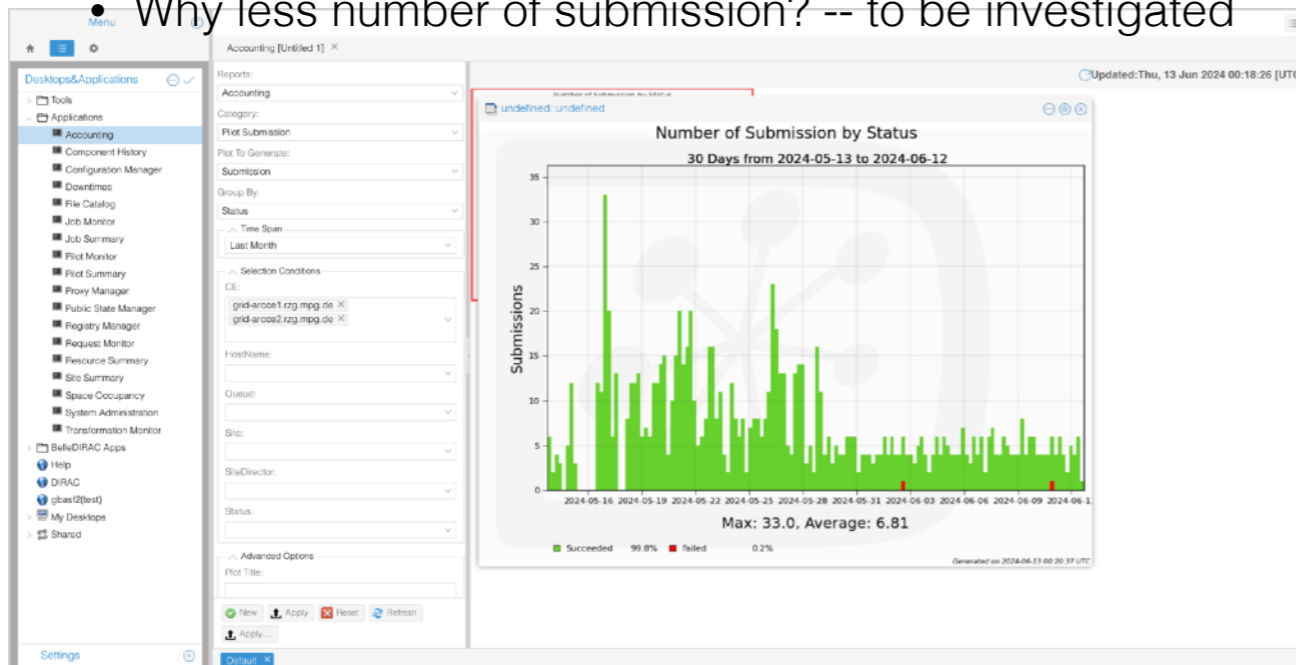 • Why less number of submission? -- to be investigated
Menu
Accounting [Untitled 1] ×
Desktops&Applications
Tools
Applications
Accounting
Component History
Configuration Manager
Downtimes
File Catalog
Job Monitor
Job Summary
Pilot Monitor
Pilot Summary
Proxy Manager
Public State Manager
Registry Manager
Request Monitor
Resource Summary
Site Summary
Space Occupancy
System Administration
Transformation Monitor
BelleDIRAC Apps
Help
DIRAC
gbasf2(test)
My Desktops
Shared
Settings
Reports:
Accounting
Category:
Pilot Submission
Plot To Generate:
Submission
Group By:
Status
Time Span
Last Month
Selection Conditions
CE:
grid-arcce1.rzg.mpg.de ×
grid-arcce2.rzg.mpg.de ×
HostName:
Queue:
Site:
SiteDirector:
Status:
Advanced Options
Plot Title:
New Apply Reset Refresh
Apply...
Default ×
Updated:Thu, 13 Jun 2024 00:18:26 [UTC
Number of Submission by Status
undefined::undefined
Number of Submission by Status
30 Days from 2024-05-13 to 2024-06-12
Submissions
35
30
25
20
15
10
5
0
2024-05-16 2024-05-19 2024-05-22 2024-05-25 2024-05-28 2024-05-31 2024-06-03 2024-06-06 2024-06-09 2024-06-1
Max: 33.0, Average: 6.81
Succeeded 99.8% Failed 0.2%
Generated on 2024-06-13 00:20:37 UTC